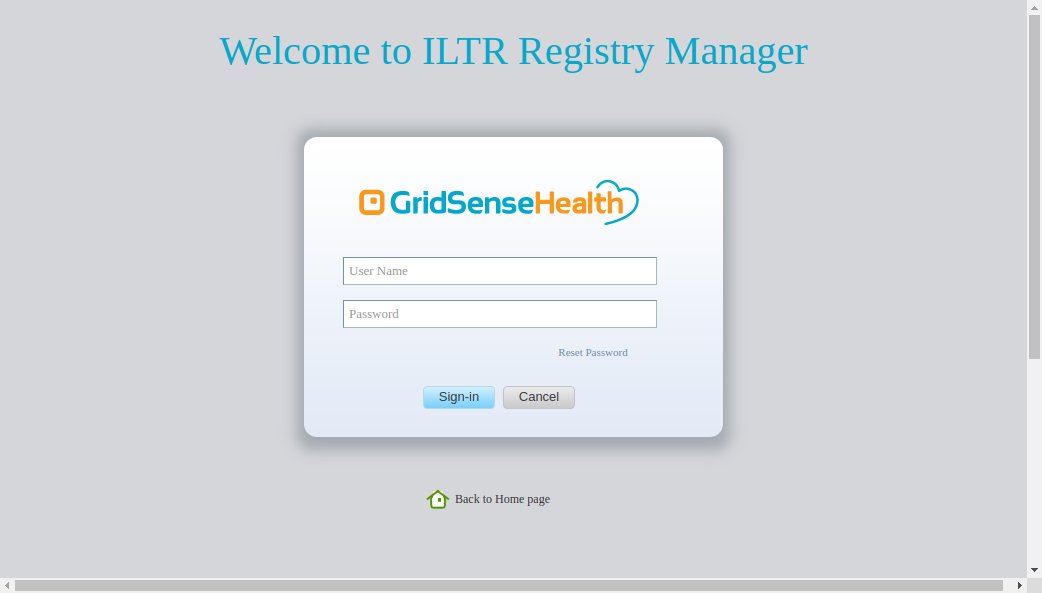 Welcome to ILTR Registry Manager
GridSenseHealth
User Name
Password
Reset Password
Sign-in Cancel
Back to Home page